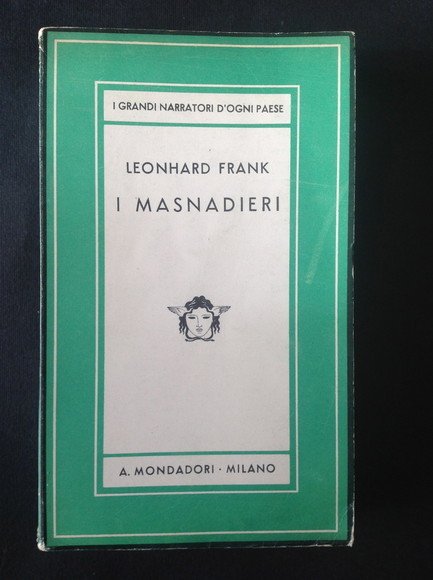 I GRANDI NARRATORI D'OGNI PAESE
LEONHARD FRANK
I MASNADIERI
A. MONDADORI · MILANO